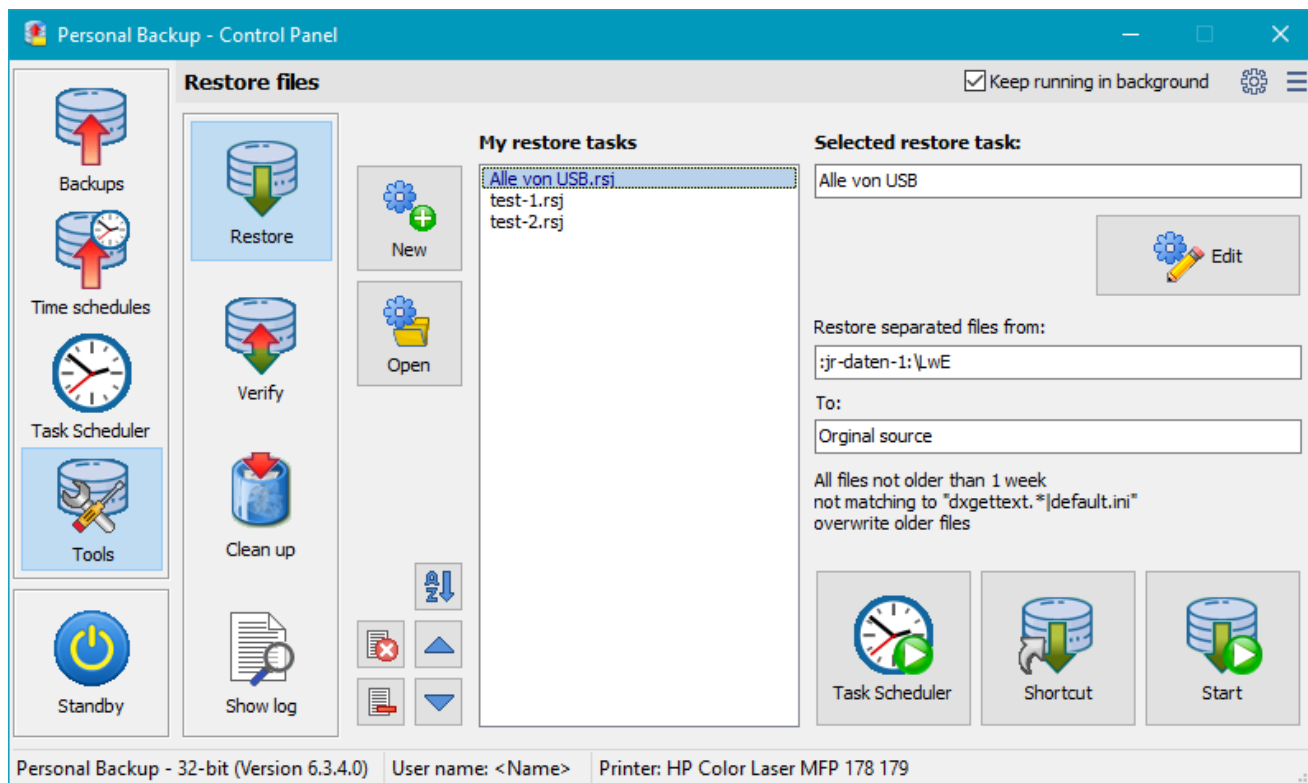 Personal Backup - Control Panel
Restore files
Keep running in background
Backups
Time schedules
Task Scheduler
Tools
Standby
Restore
Verify
Clean up
Show log
New
Open
A
Z
My restore tasks
Alle von USB.rsj
test-1.rsj
test-2.rsj
Selected restore task:
Alle von USB
Edit
Restore separated files from:
:jr-daten-1:\LwE
To:
Orginal source
All files not older than 1 week
not matching to "dxgettext.*|default.ini"
overwrite older files
Task Scheduler
Shortcut
Start
Personal Backup - 32-bit (Version 6.3.4.0)
User name: <Name>
Printer: HP Color Laser MFP 178 179